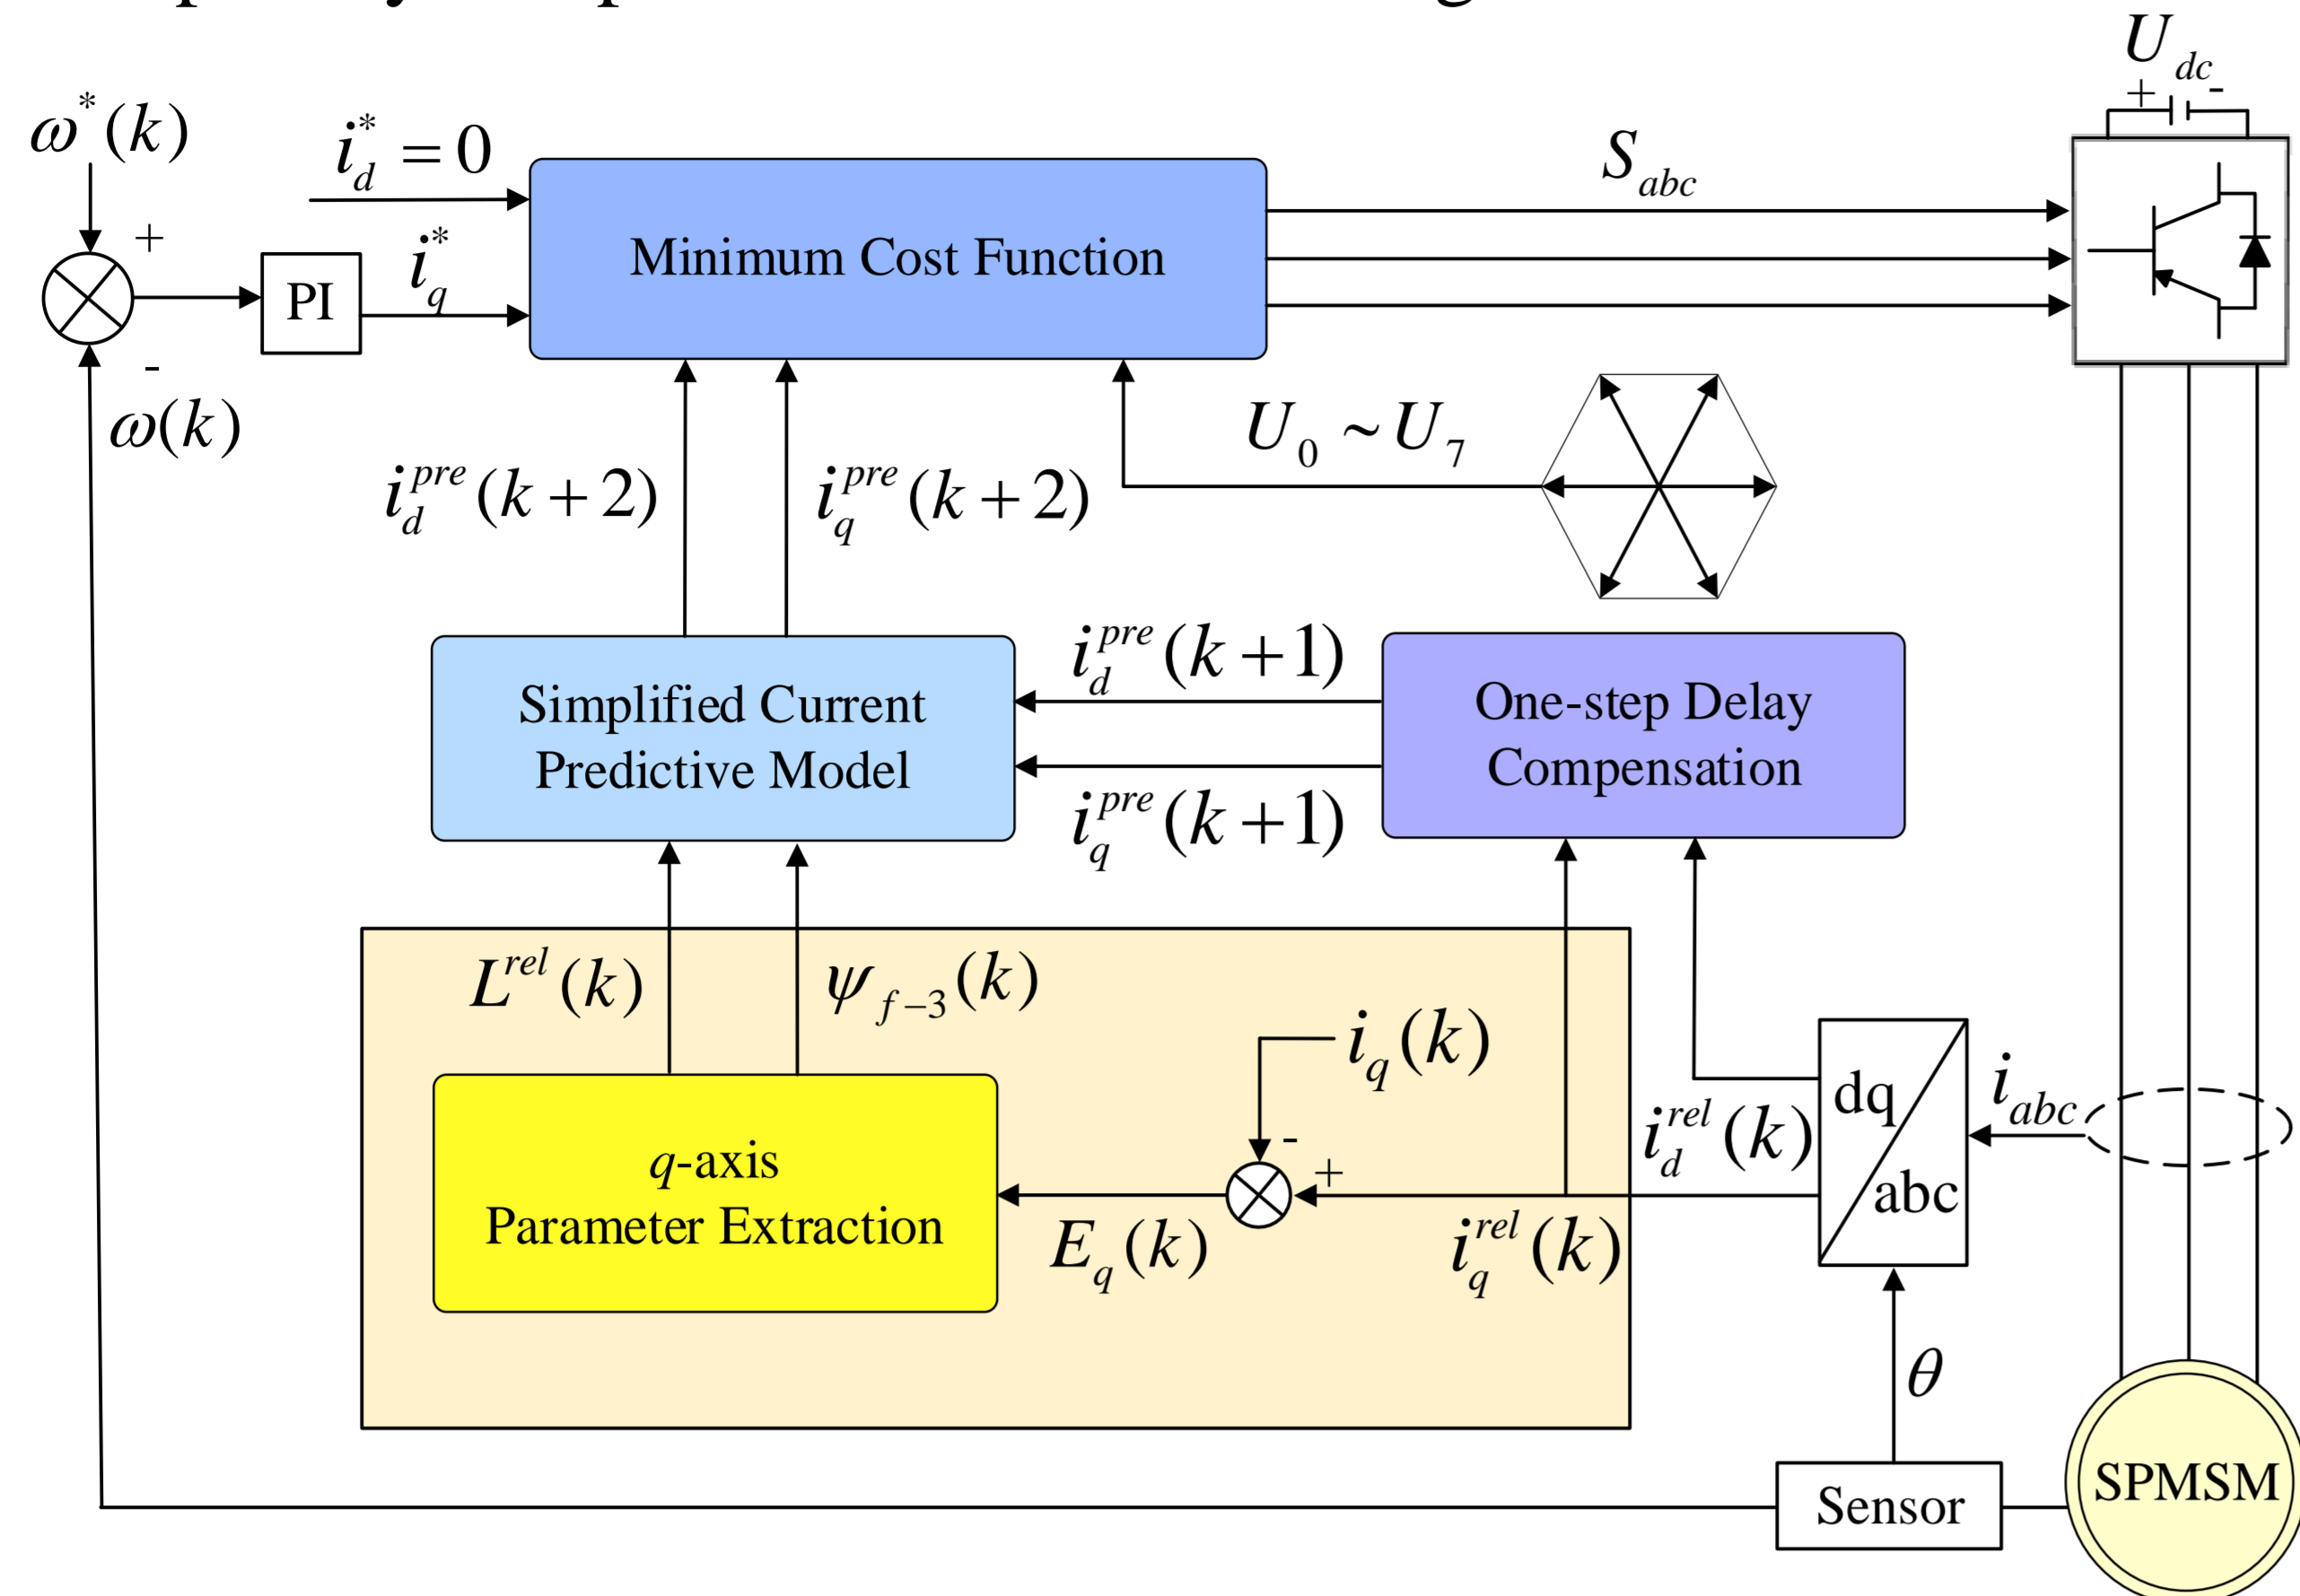 U_dc
+ -
ω*(k)
i_d* = 0
S_abc
+
Minimum Cost Function
i_q*
PI
-
ω(k)
U_0 ~ U_7
i_d^pre(k+2)
i_q^pre(k+2)
i_d^pre(k+1)
Simplified Current
Predictive Model
One-step Delay
Compensation
i_q^pre(k+1)
L^rel(k)
ψ_f-3(k)
i_q(k)
dq
i_abc
i_d^rel(k)
-
+
abc
q-axis
Parameter Extraction
E_q(k)
i_q^rel(k)
θ
SPMSM
Sensor